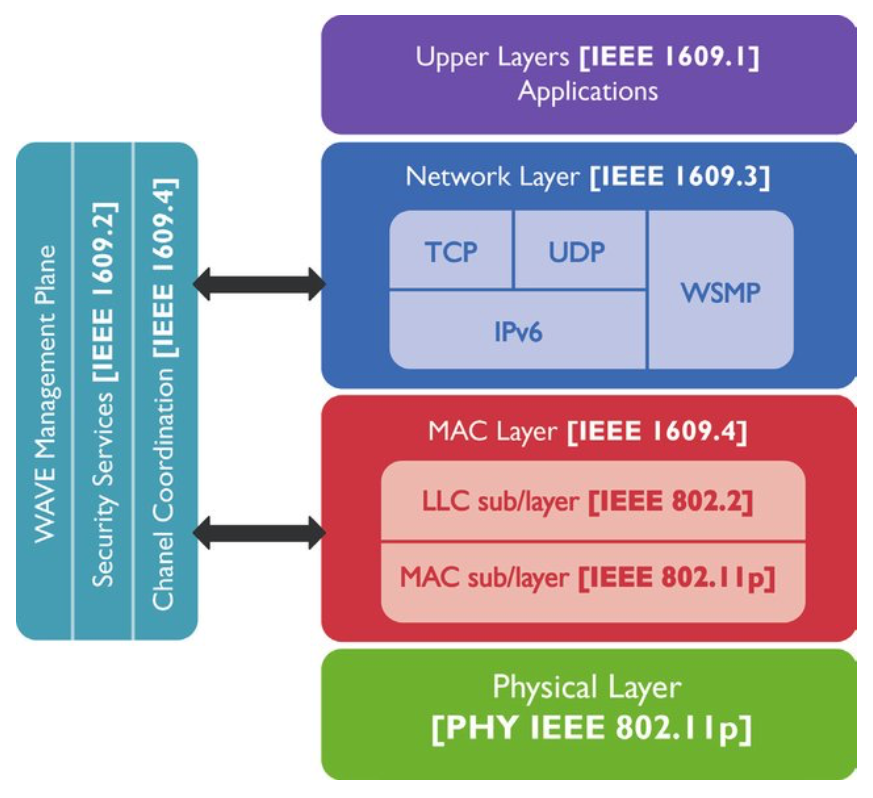 Upper Layers [IEEE 1609.1]
Applications
WAVE Management Plane
Security Services [IEEE 1609.2]
Chanel Coordination [IEEE 1609.4]
Network Layer [IEEE 1609.3]
TCP
UDP
WSMP
IPv6
MAC Layer [IEEE 1609.4]
LLC sub/layer [IEEE 802.2]
MAC sub/layer [IEEE 802.11p]
Physical Layer
[PHY IEEE 802.11p]